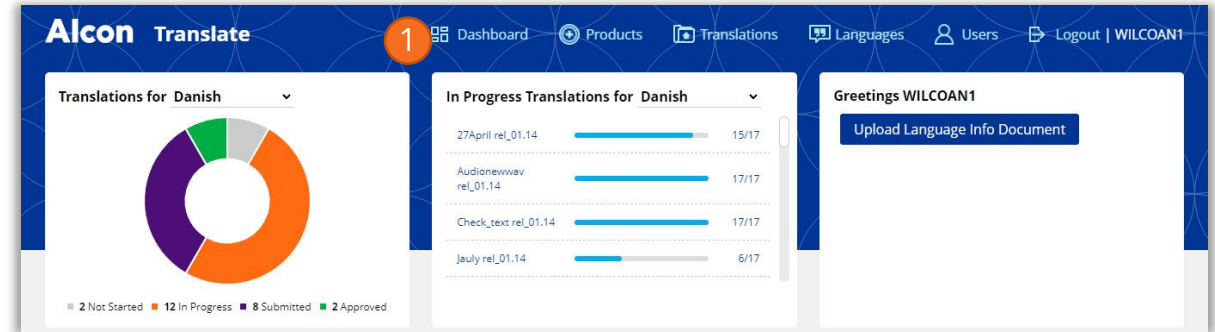 Alcon Translate
1
Dashboard Products Translations Languages Users Logout | WILCOAN1
Translations for Danish
2 Not Started 12 In Progress 8 Submitted 2 Approved
In Progress Translations for Danish
27April rel_01.14 15/17
Audionewwav
rel_01.14 17/17
Check_text rel_01.14 17/17
Jauly rel_01.14 6/17
Greetings WILCOAN1
Upload Language Info Document